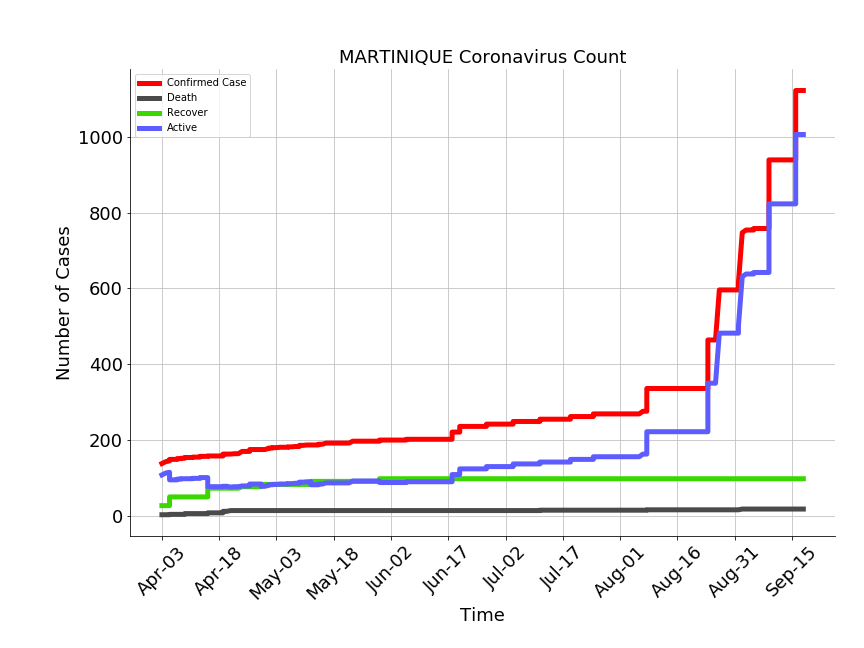 MARTINIQUE Coronavirus Count
Confirmed Case
Death
Recover
Active
1000
800
600
400
200
0
Number of Cases
Apr-03
Apr-18
May-03
May-18
Jun-02
Jun-17
Jul-02
Jul-17
Aug-01
Aug-16
Aug-31
Sep-15
Time